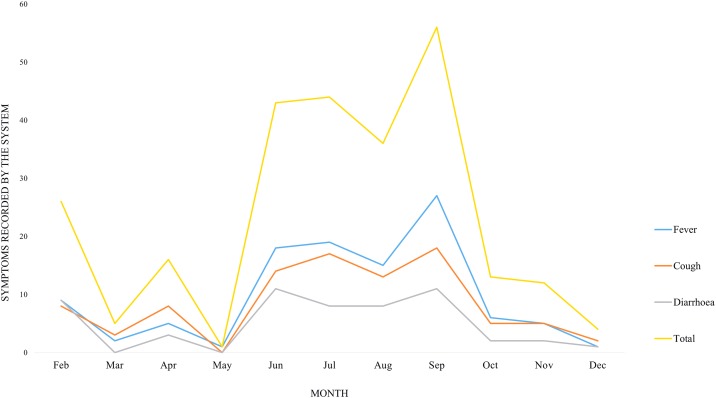 60
50
40
30
20
10
0
SYMPTOMS RECORDED BY THE SYSTEM
Feb Mar Apr May Jun Jul Aug Sep Oct Nov Dec
MONTH
Fever
Cough
Diarrhoea
Total